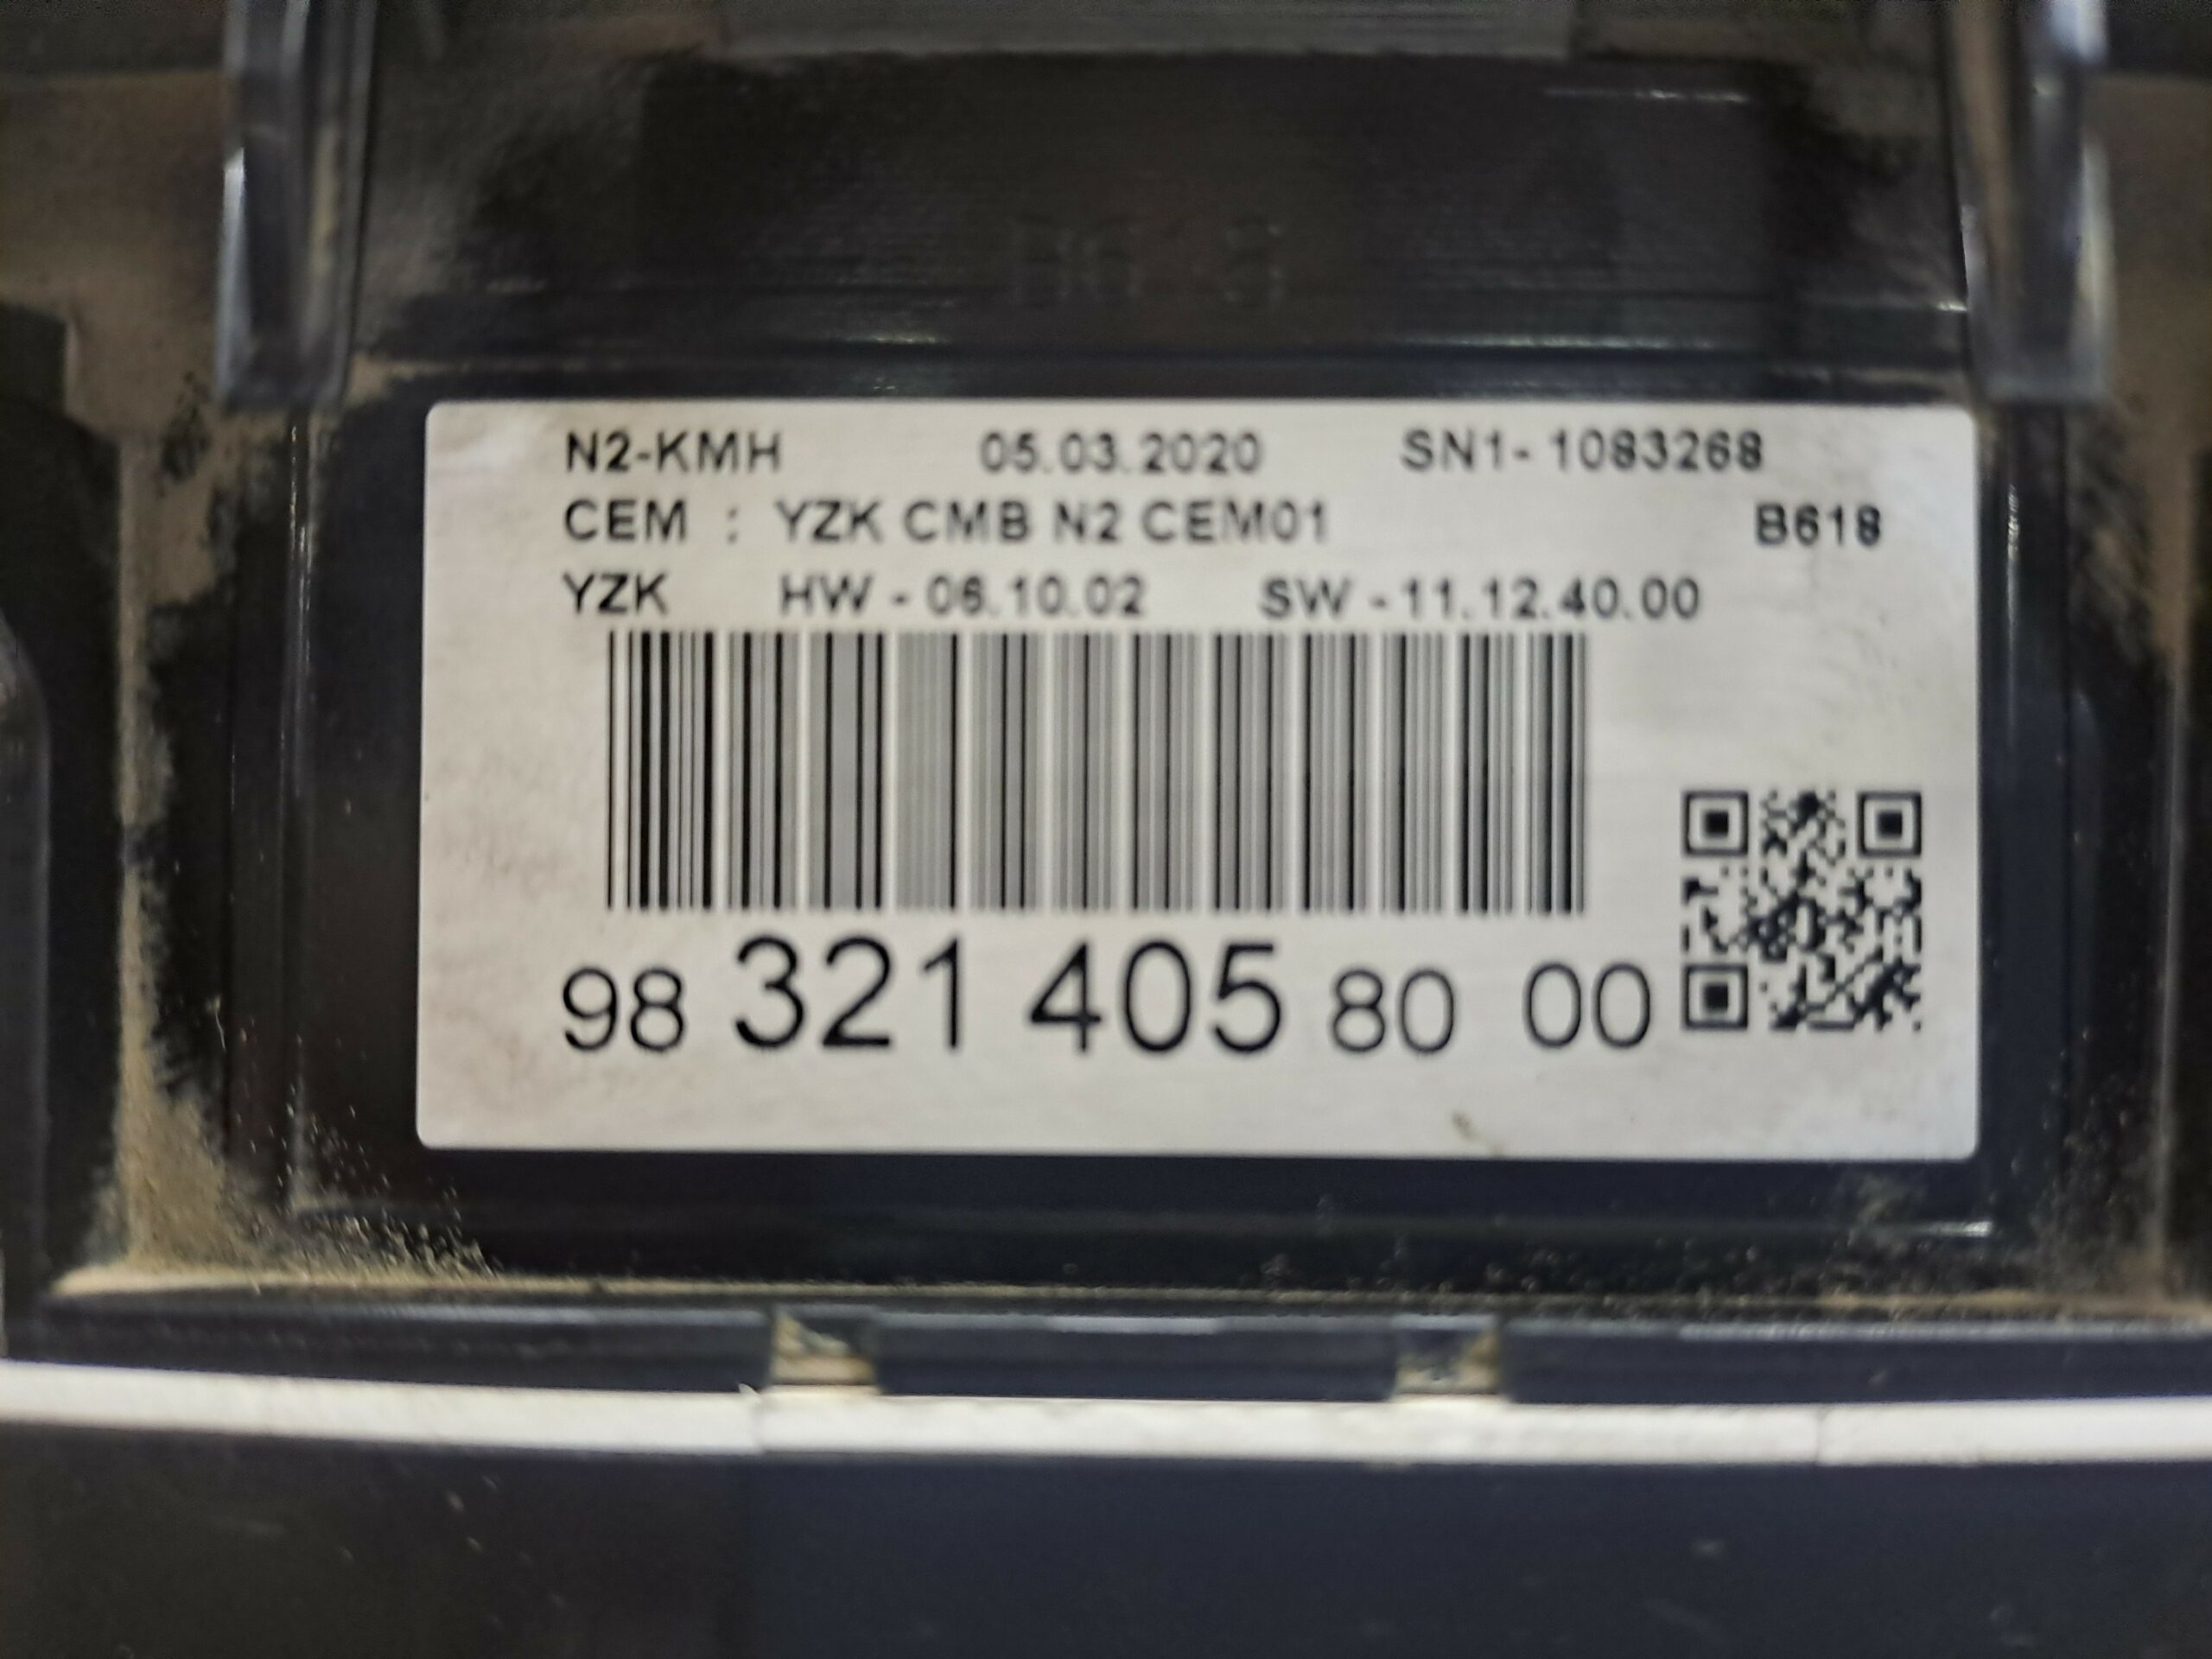 N2-KMH 05.03.2020 SN1-1083268
CEM : YZK CMB N2 CEM01 B618
YZK HW - 06.10.02 SW - 11.12.40.00
98 321 405 80 00